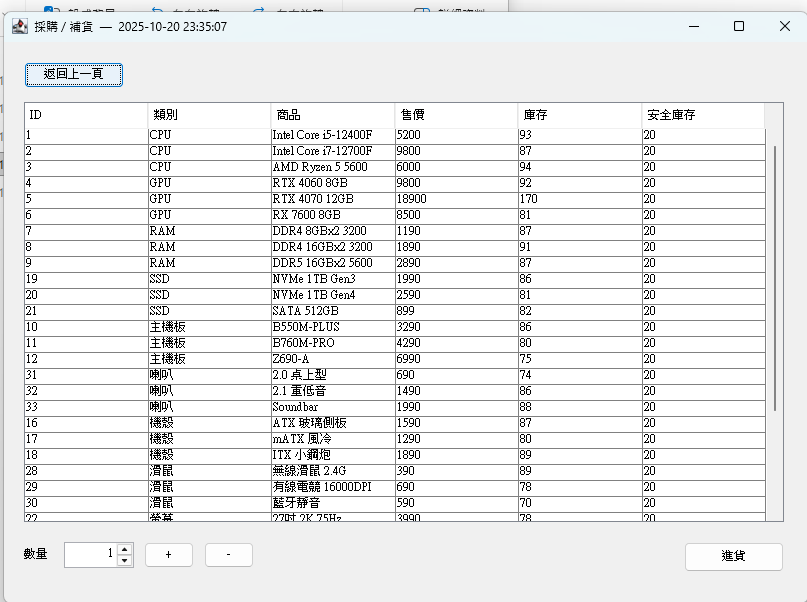 採購 / 補貨 — 2025-10-20 23:35:07
返回上一頁
ID 類別 商品 售價 庫存 安全庫存
1 CPU Intel Core i5-12400F 5200 93 20
2 CPU Intel Core i7-12700F 9800 87 20
3 CPU AMD Ryzen 5 5600 6000 94 20
4 GPU RTX 4060 8GB 9800 92 20
5 GPU RTX 4070 12GB 18900 170 20
6 GPU RX 7600 8GB 8500 81 20
7 RAM DDR4 8GBx2 3200 1190 87 20
8 RAM DDR4 16GBx2 3200 1890 91 20
9 RAM DDR5 16GBx2 5600 2890 87 20
19 SSD NVMe 1TB Gen3 1990 86 20
20 SSD NVMe 1TB Gen4 2590 81 20
21 SSD SATA 512GB 899 82 20
10 主機板 B550M-PLUS 3290 86 20
11 主機板 B760M-PRO 4290 80 20
12 主機板 Z690-A 6990 75 20
31 喇叭 2.0 桌上型 690 74 20
32 喇叭 2.1 重低音 1490 86 20
33 喇叭 Soundbar 1990 88 20
16 機殼 ATX 玻璃側板 1590 87 20
17 機殼 mATX 風冷 1290 80 20
18 機殼 ITX 小鋼炮 1890 89 20
28 滑鼠 無線滑鼠 2.4G 390 89 20
29 滑鼠 有線電競 16000DPI 690 78 20
30 滑鼠 藍牙靜音 590 70 20
22 螢幕 27吋 2K 75Hz 3990 78 20
數量 1 + - 進貨